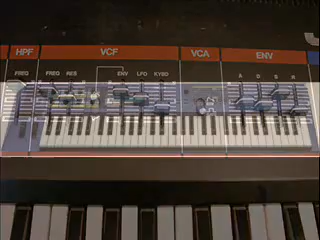 HPF VCF VCA ENV
FREQ FREQ RES ENV LFO KYBD A D S R